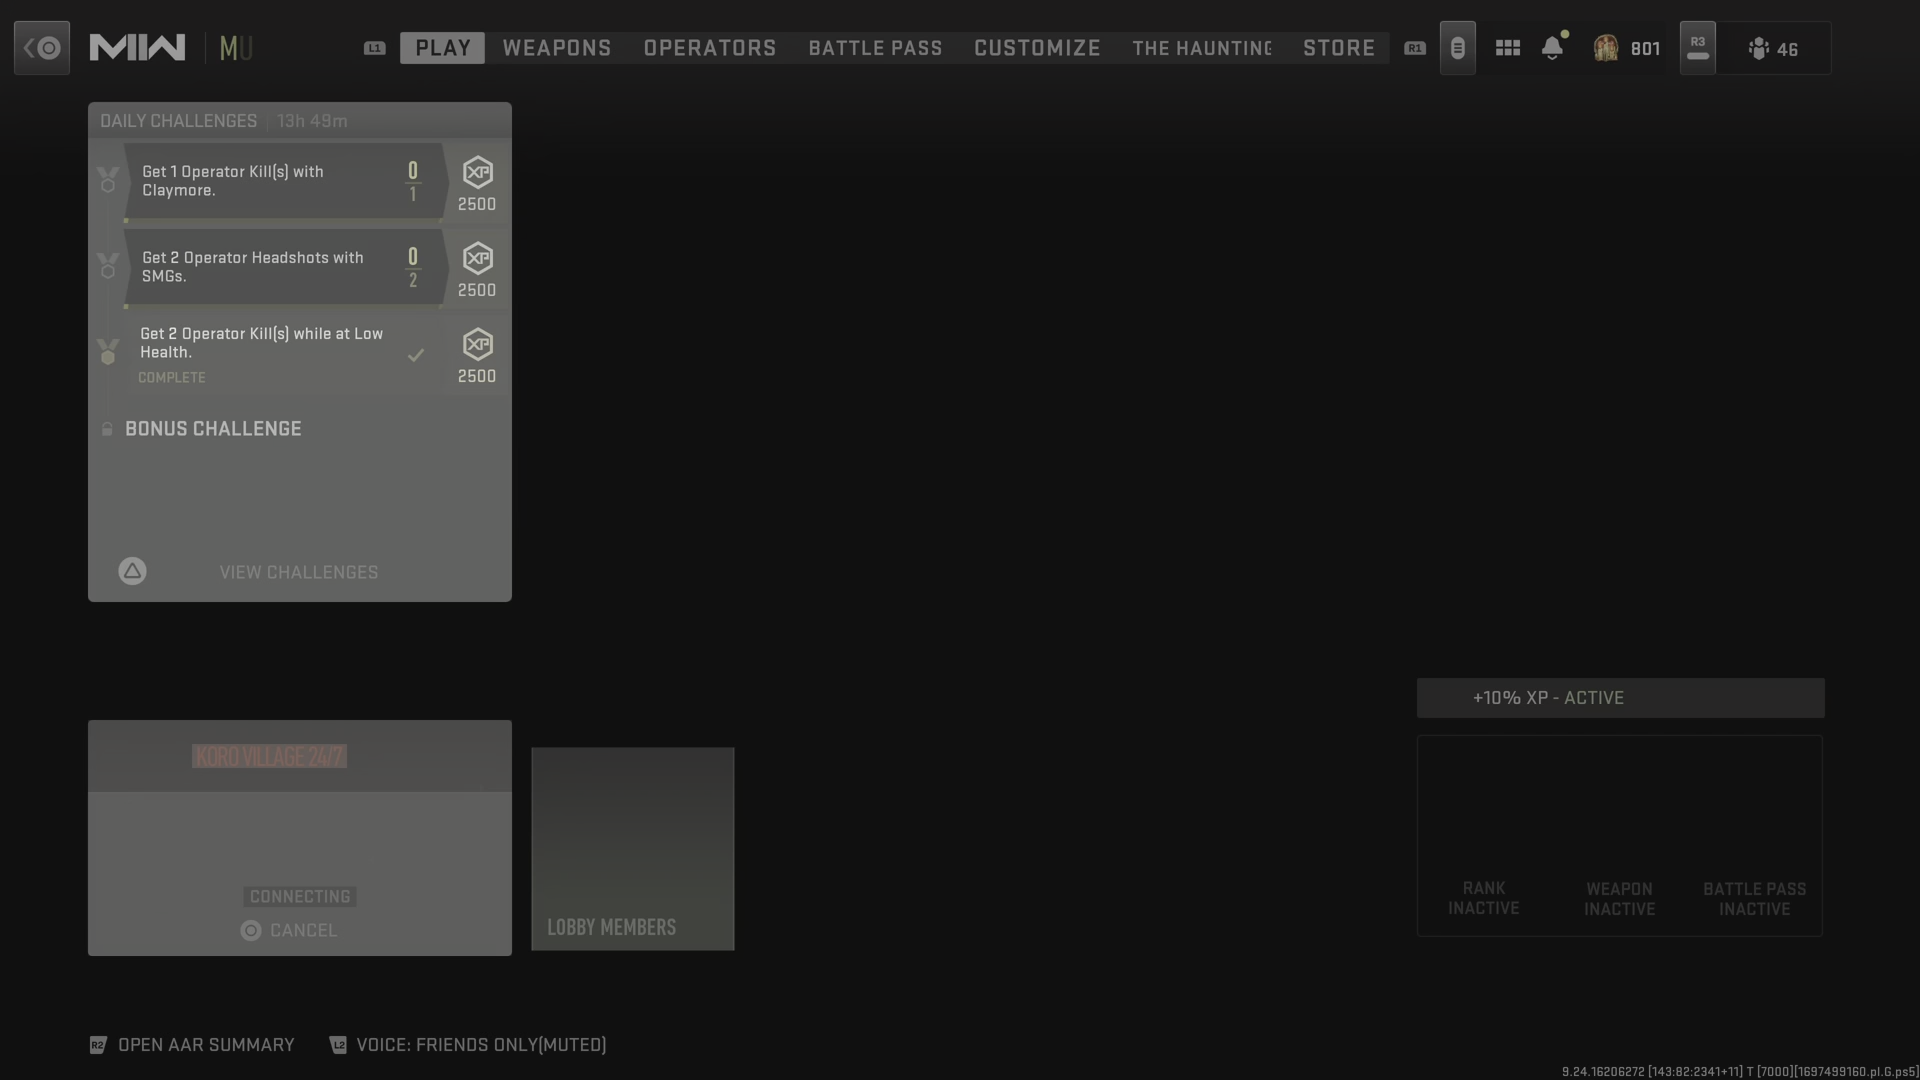 MW MU L1 PLAY WEAPONS OPERATORS BATTLE PASS CUSTOMIZE THE HAUNTING STORE R1 801 R3 46
DAILY CHALLENGES 13h 49m
Get 1 Operator Kill(s) with
Claymore.
0
1
XP
2500
Get 2 Operator Headshots with
SMGs.
0
2
XP
2500
Get 2 Operator Kill(s) while at Low
Health.
COMPLETE
XP
2500
BONUS CHALLENGE
VIEW CHALLENGES
+10% XP - ACTIVE
KORO VILLAGE 24/7
CONNECTING
CANCEL
LOBBY MEMBERS
RANK
INACTIVE
WEAPON
INACTIVE
BATTLE PASS
INACTIVE
R2 OPEN AAR SUMMARY L2 VOICE: FRIENDS ONLY(MUTED)
9.24.16206272 [143:82:2341+11] T [7000][1697499160.pl.G.ps5]